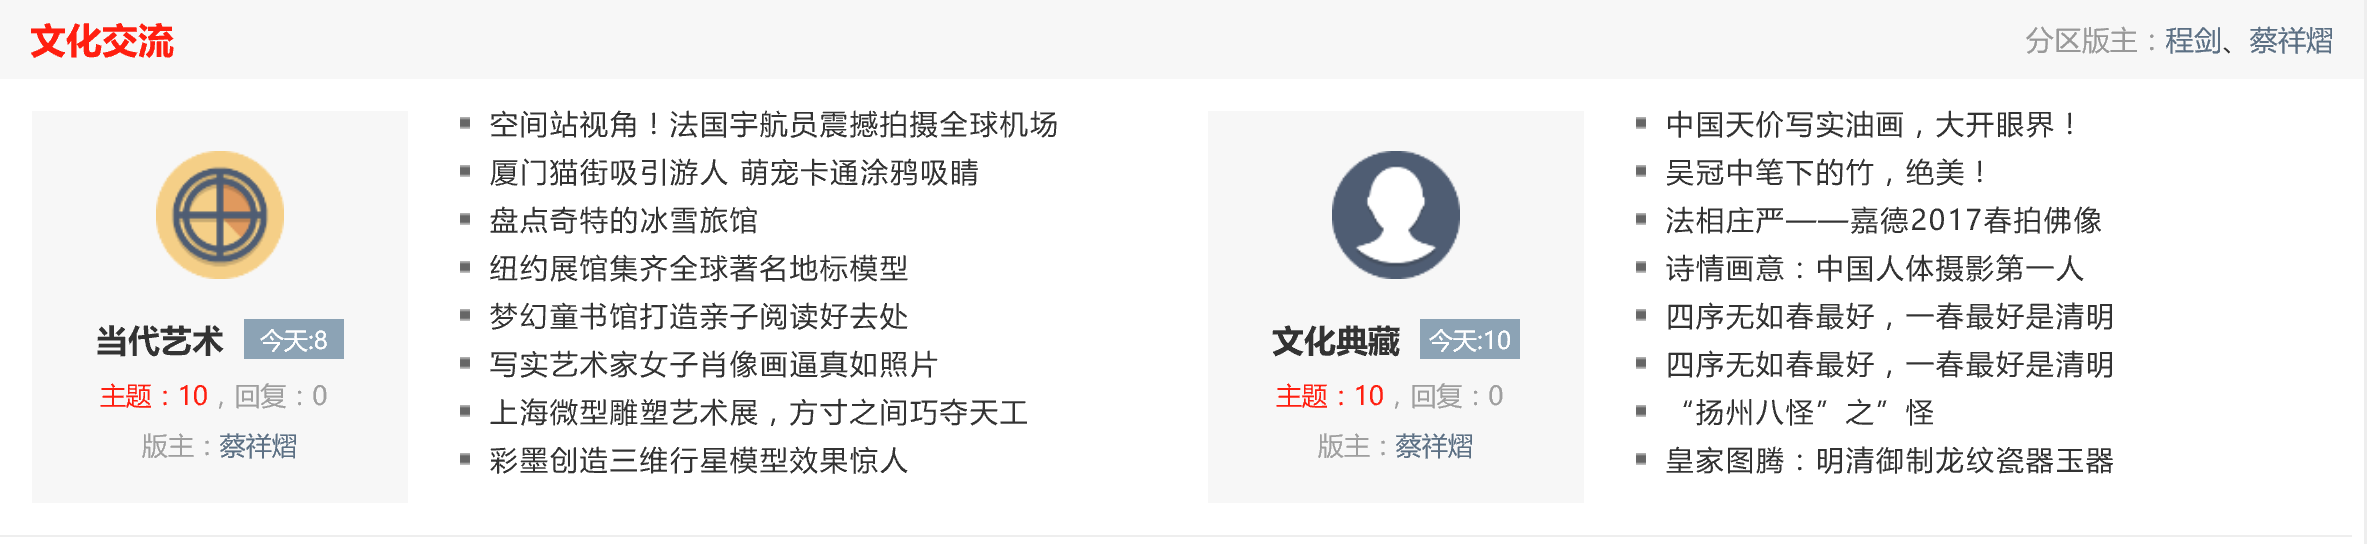 文化交流
分区版主：程剑、蔡祥熠
当代艺术 今天:8
主题：10，回复：0
版主：蔡祥熠
空间站视角！法国宇航员震撼拍摄全球机场
厦门猫街吸引游人 萌宠卡通涂鸦吸睛
盘点奇特的冰雪旅馆
纽约展馆集齐全球著名地标模型
梦幻童书馆打造亲子阅读好去处
写实艺术家女子肖像画逼真如照片
上海微型雕塑艺术展，方寸之间巧夺天工
彩墨创造三维行星模型效果惊人
文化典藏 今天:10
主题：10，回复：0
版主：蔡祥熠
中国天价写实油画，大开眼界！
吴冠中笔下的竹，绝美！
法相庄严——嘉德2017春拍佛像
诗情画意：中国人体摄影第一人
四序无如春最好，一春最好是清明
四序无如春最好，一春最好是清明
“扬州八怪”之”怪
皇家图腾：明清御制龙纹瓷器玉器